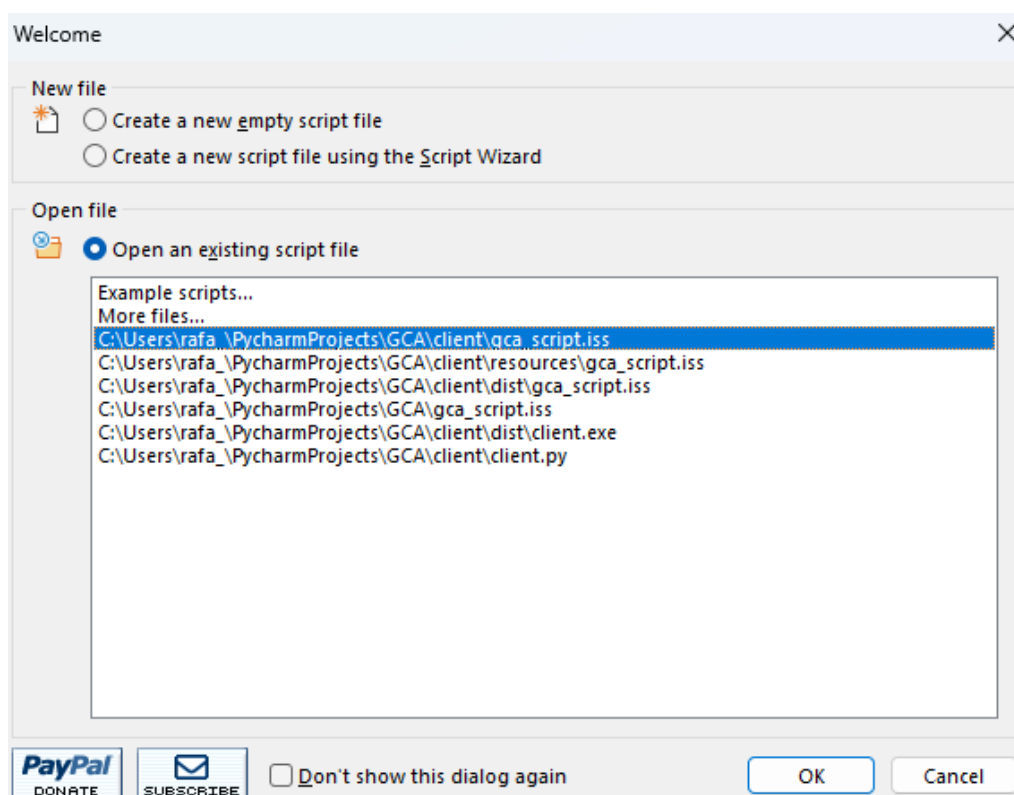 Welcome
New file
Create a new empty script file
Create a new script file using the Script Wizard
Open file
Open an existing script file
Example scripts...
More files...
C:\Users\rafa_\PycharmProjects\GCA\client\gca_script.iss
C:\Users\rafa_\PycharmProjects\GCA\client\resources\gca_script.iss
C:\Users\rafa_\PycharmProjects\GCA\client\dist\gca_script.iss
C:\Users\rafa_\PycharmProjects\GCA\gca_script.iss
C:\Users\rafa_\PycharmProjects\GCA\client\dist\client.exe
C:\Users\rafa_\PycharmProjects\GCA\client\client.py
PayPal
DONATE
SUBSCRIBE
Don't show this dialog again
OK
Cancel